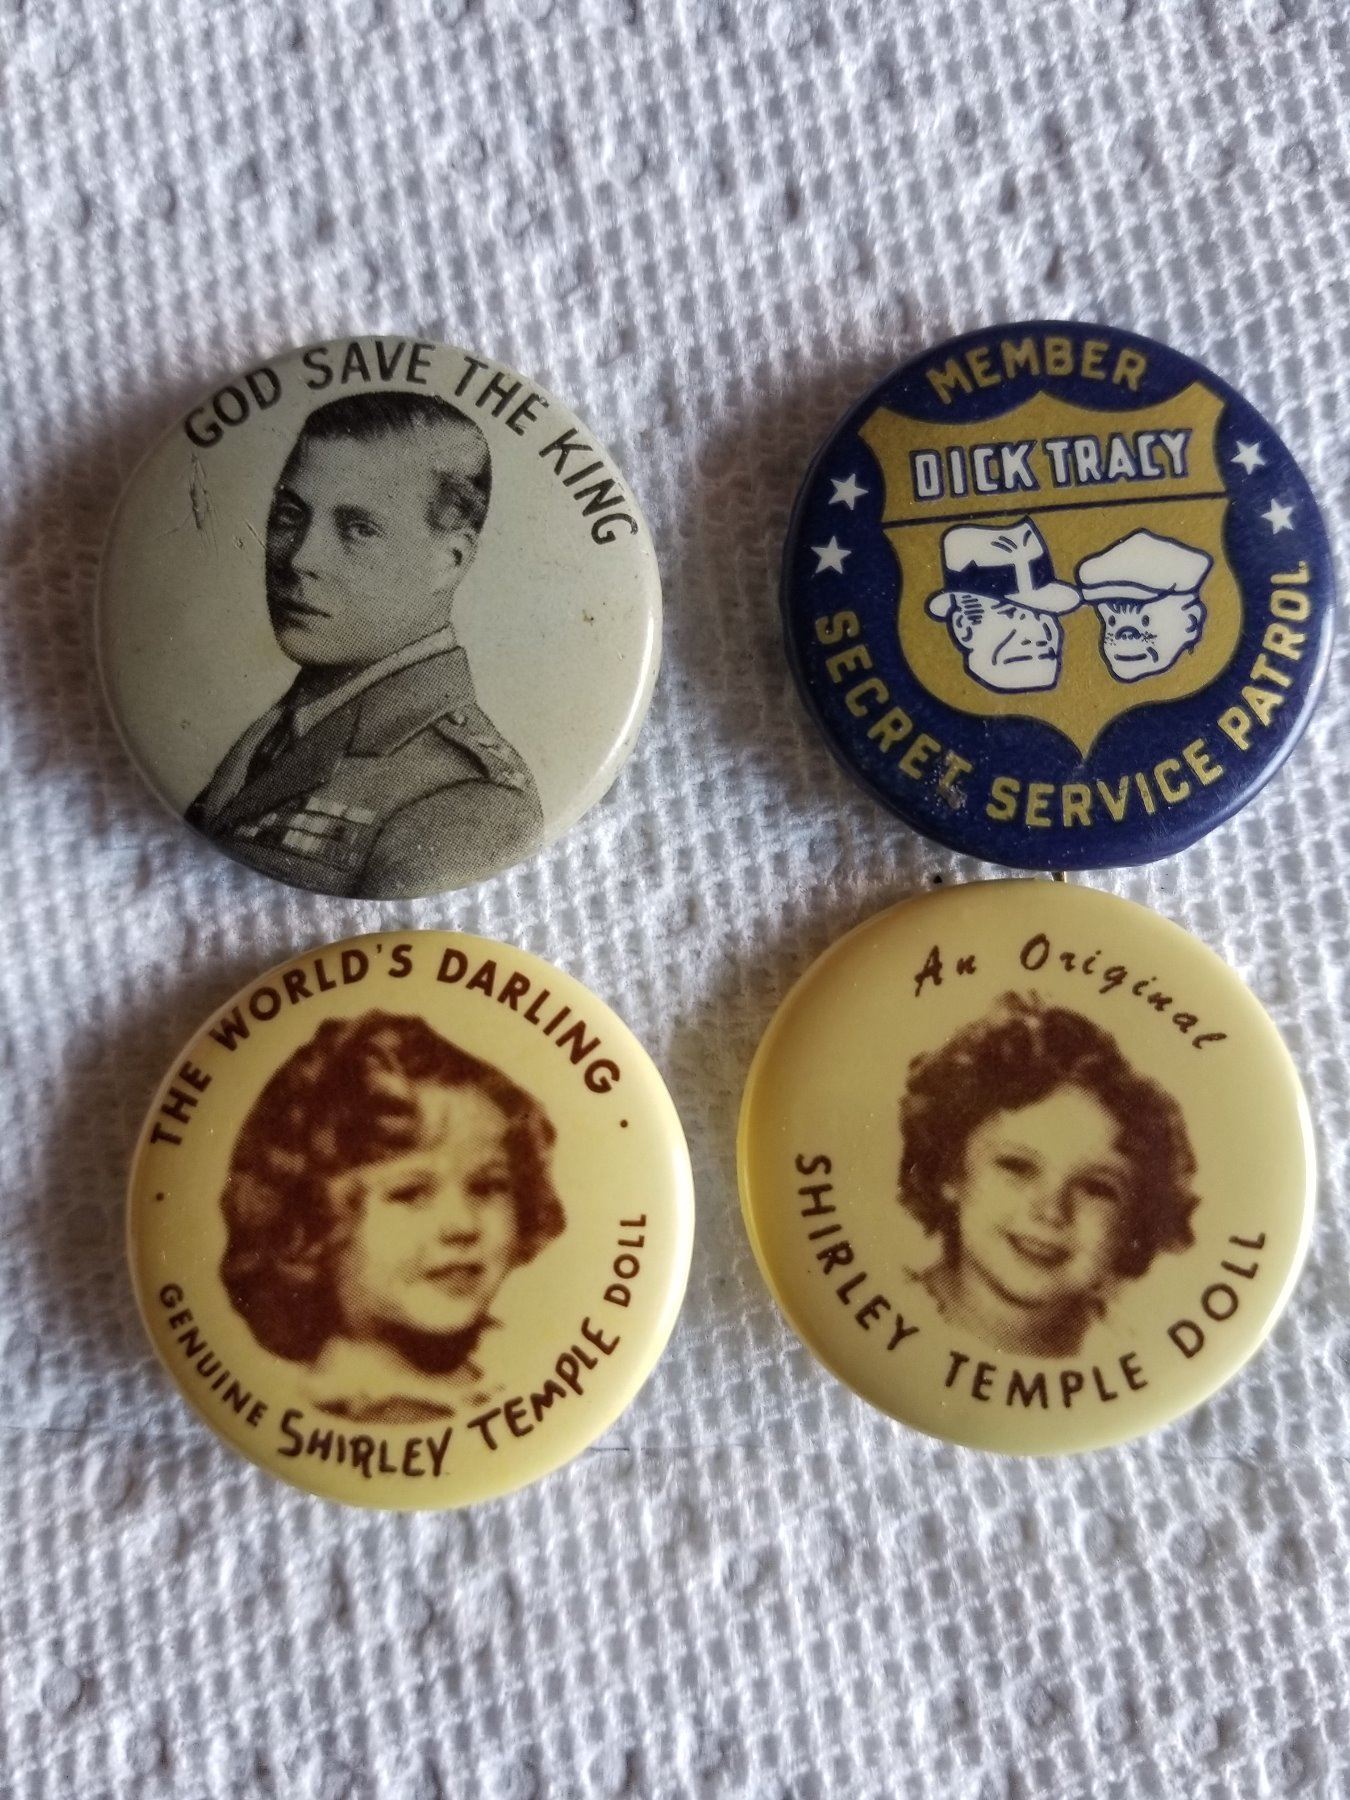 GOD SAVE THE KING
MEMBER
DICK TRACY
SECRET SERVICE PATROL
· THE WORLD'S DARLING ·
GENUINE SHIRLEY TEMPLE DOLL
An Original
SHIRLEY TEMPLE DOLL